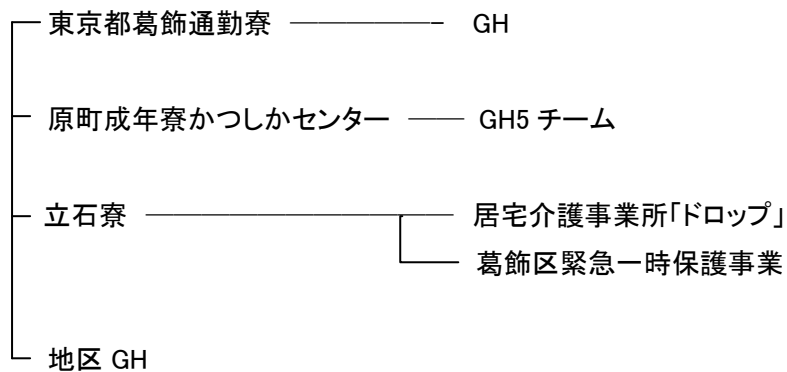 東京都葛飾通勤寮 GH
原町成年寮かつしかセンター GH5 チーム
立石寮 居宅介護事業所「ドロップ」
葛飾区緊急一時保護事業
地区 GH